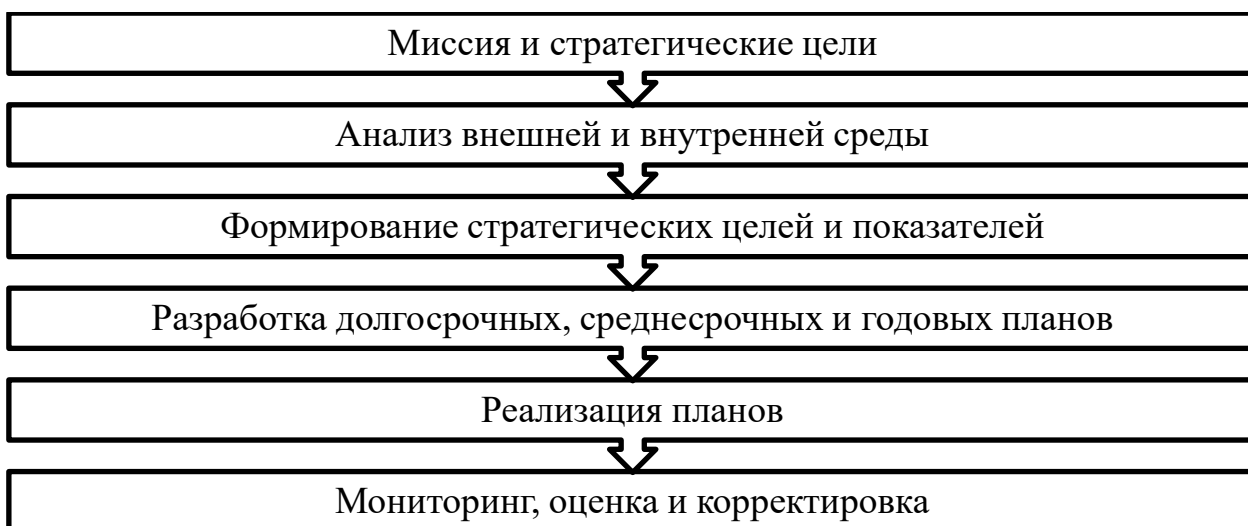 Миссия и стратегические цели
Анализ внешней и внутренней среды
Формирование стратегических целей и показателей
Разработка долгосрочных, среднесрочных и годовых планов
Реализация планов
Мониторинг, оценка и корректировка